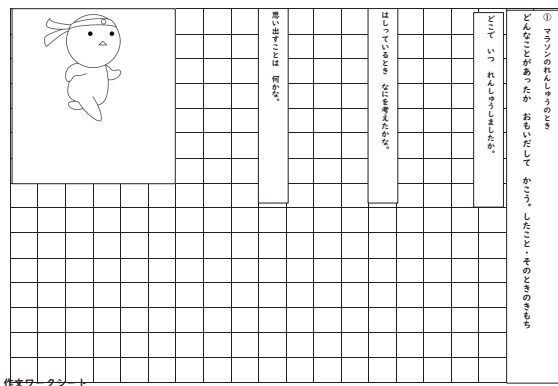 ① マラソンのれんしゅうのとき
どんなことがあったか おもいだして かこう。したこと・そのときのきもち
どこで いつ れんしゅうしましたか。
はしっているとき なにを考えたかな。
思い出すことは 何かな。
作文ワークシート